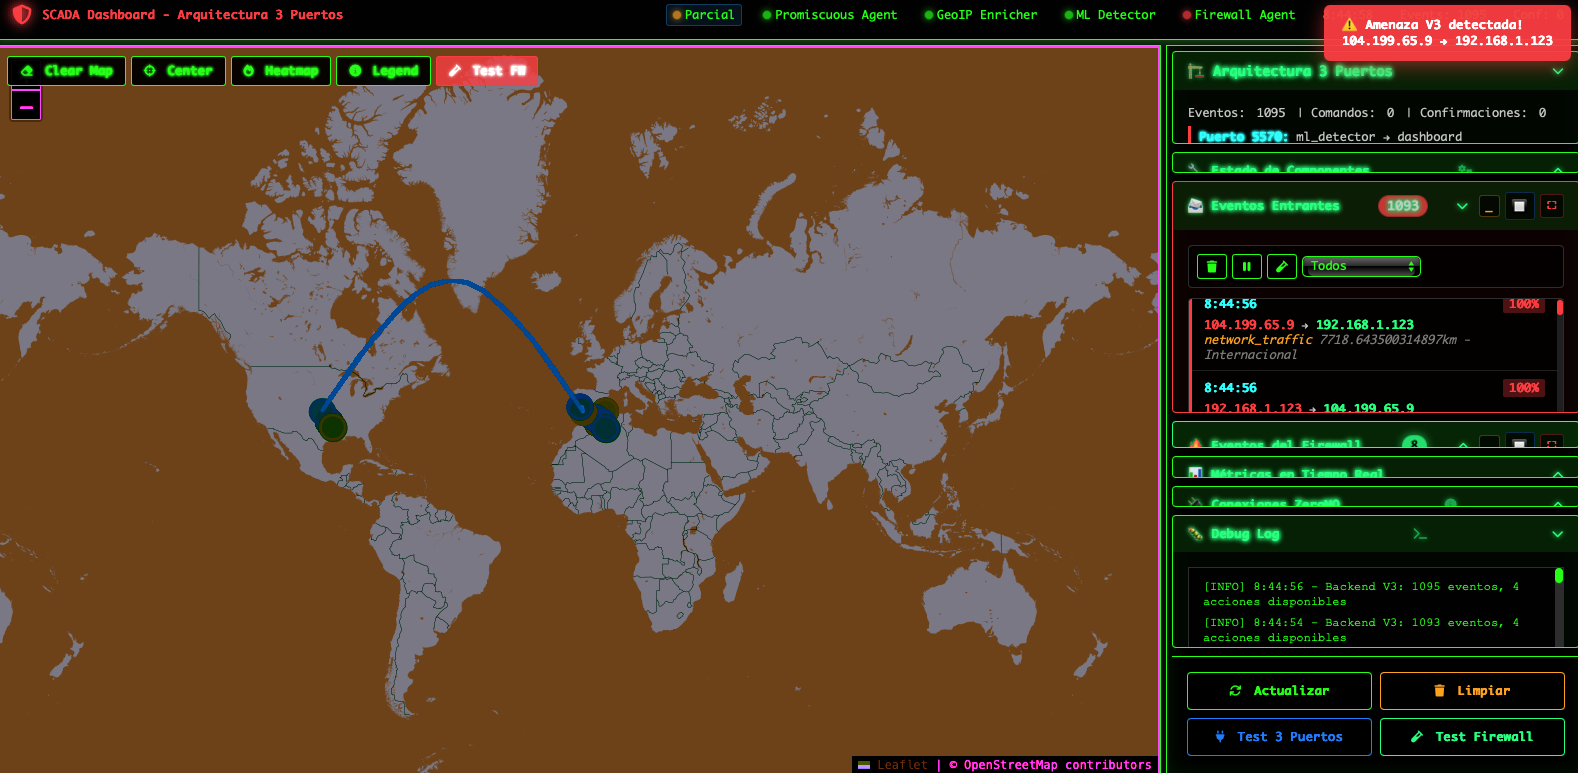 SCADA Dashboard - Arquitectura 3 Puertos
Parcial
Promiscuous Agent
GeoIP Enricher
ML Detector
Firewall Agent
Amenaza V3 detectada!
104.199.65.9 → 192.168.1.123
Clear Map
Center
Heatmap
Legend
Test FW
Arquitectura 3 Puertos
Eventos: 1095 | Comandos: 0 | Confirmaciones: 0
Puerto 5570: ml_detector → dashboard
Estado de Componentes
Eventos Entrantes
1093
Todos
8:44:56
100%
104.199.65.9 → 192.168.1.123
network_traffic 7718.643500314897km -
Internacional
8:44:56
100%
192.168.1.123 → 104.199.65.9
Eventos del Firewall
Métricas en Tiempo Real
Conexiones ZeroMQ
Debug Log
[INFO] 8:44:56 - Backend V3: 1095 eventos, 4
acciones disponibles
[INFO] 8:44:54 - Backend V3: 1093 eventos, 4
acciones disponibles
Actualizar
Limpiar
Test 3 Puertos
Test Firewall
Leaflet | © OpenStreetMap contributors